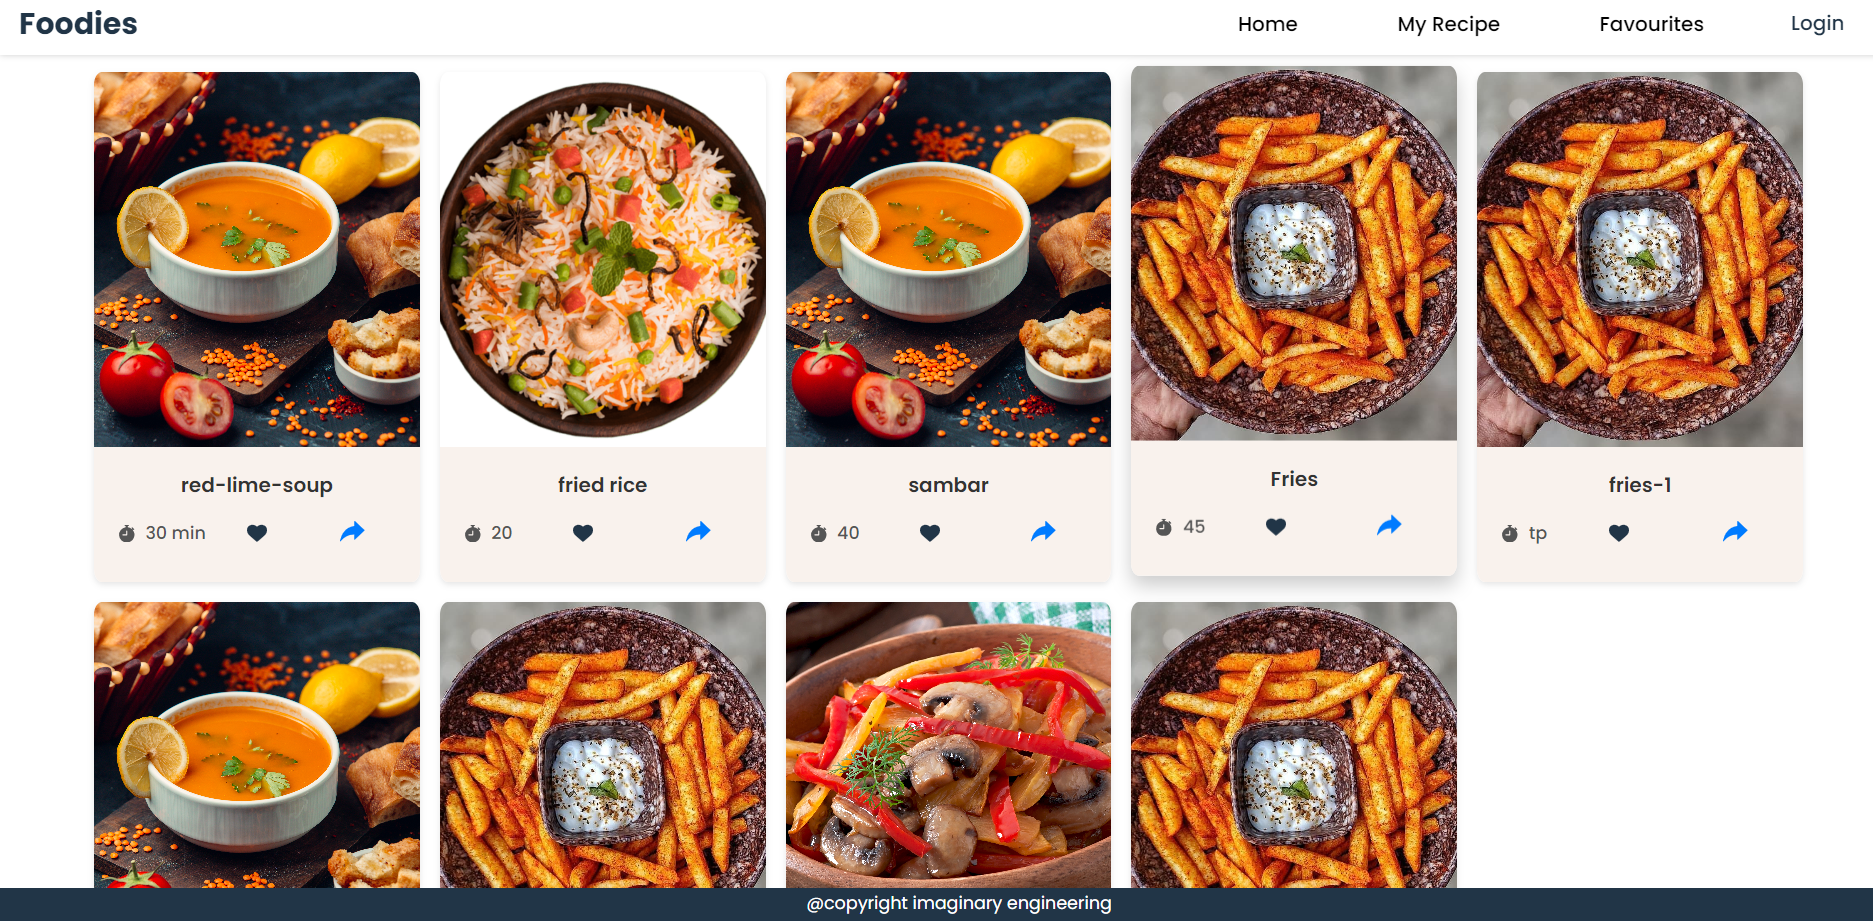 Foodies
Home
My Recipe
Favourites
Login
red-lime-soup
30 min
fried rice
20
sambar
40
Fries
45
fries-1
tp
@copyright imaginary engineering